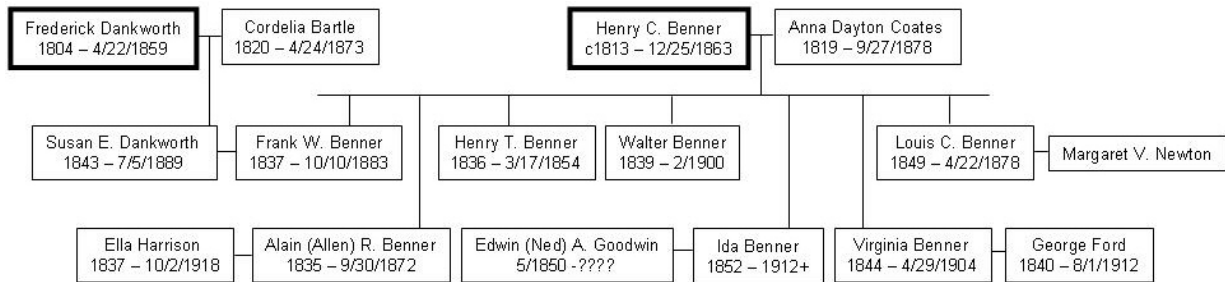 Frederick Dankworth
1804 – 4/22/1859
Cordelia Bartle
1820 – 4/24/1873
Henry C. Benner
c1813 – 12/25/1863
Anna Dayton Coates
1819 – 9/27/1878
Susan E. Dankworth
1843 – 7/5/1889
Frank W. Benner
1837 – 10/10/1883
Henry T. Benner
1836 – 3/17/1854
Walter Benner
1839 – 2/1900
Louis C. Benner
1849 – 4/22/1878
Margaret V. Newton
Ella Harrison
1837 – 10/2/1918
Alain (Allen) R. Benner
1835 – 9/30/1872
Edwin (Ned) A. Goodwin
5/1850 -????
Ida Benner
1852 – 1912+
Virginia Benner
1844 – 4/29/1904
George Ford
1840 – 8/1/1912